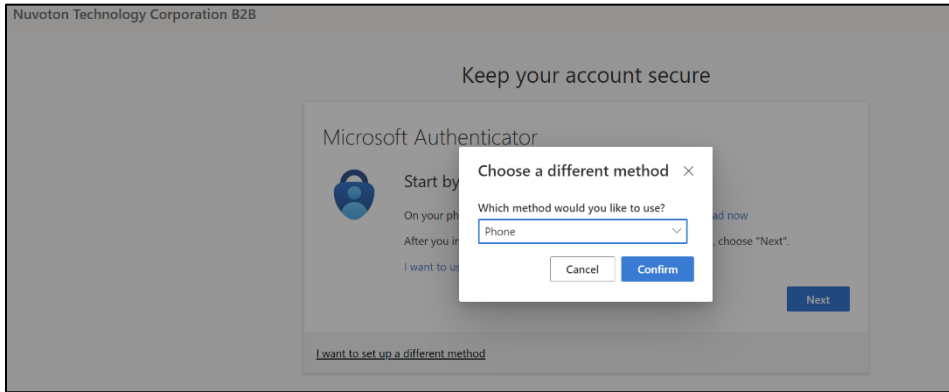 Nuvoton Technology Corporation B2B
Keep your account secure
Microsoft Authenticator
Choose a different method
Start by
Which method would you like to use?
On your ph
ad now
Phone
After you in
, choose "Next".
I want to us
Cancel
Confirm
Next
I want to set up a different method